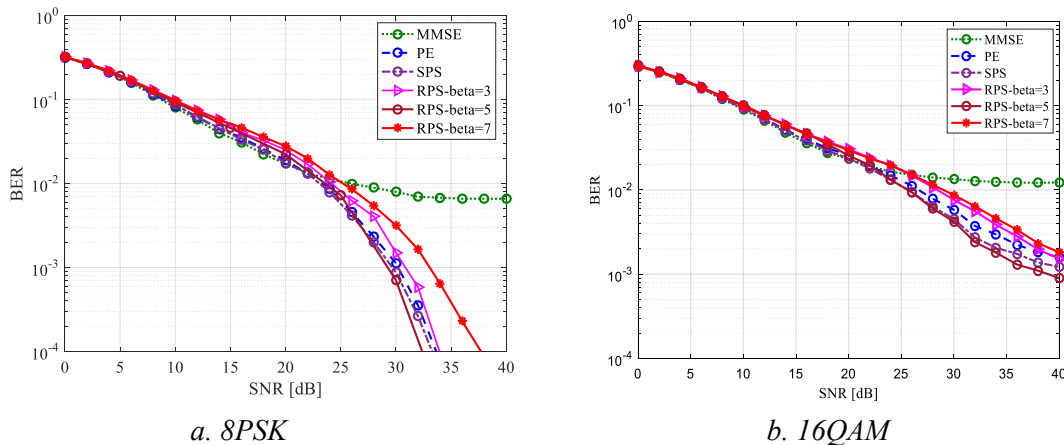 10^0
10^-1
10^-2
10^-3
10^-4
BER
0 5 10 15 20 25 30 35 40
SNR [dB]
MMSE
PE
SPS
RPS-beta=3
RPS-beta=5
RPS-beta=7
a. 8PSK
10^0
10^-1
10^-2
10^-3
10^-4
BER
0 5 10 15 20 25 30 35 40
SNR [dB]
MMSE
PE
SPS
RPS-beta=3
RPS-beta=5
RPS-beta=7
b. 16QAM